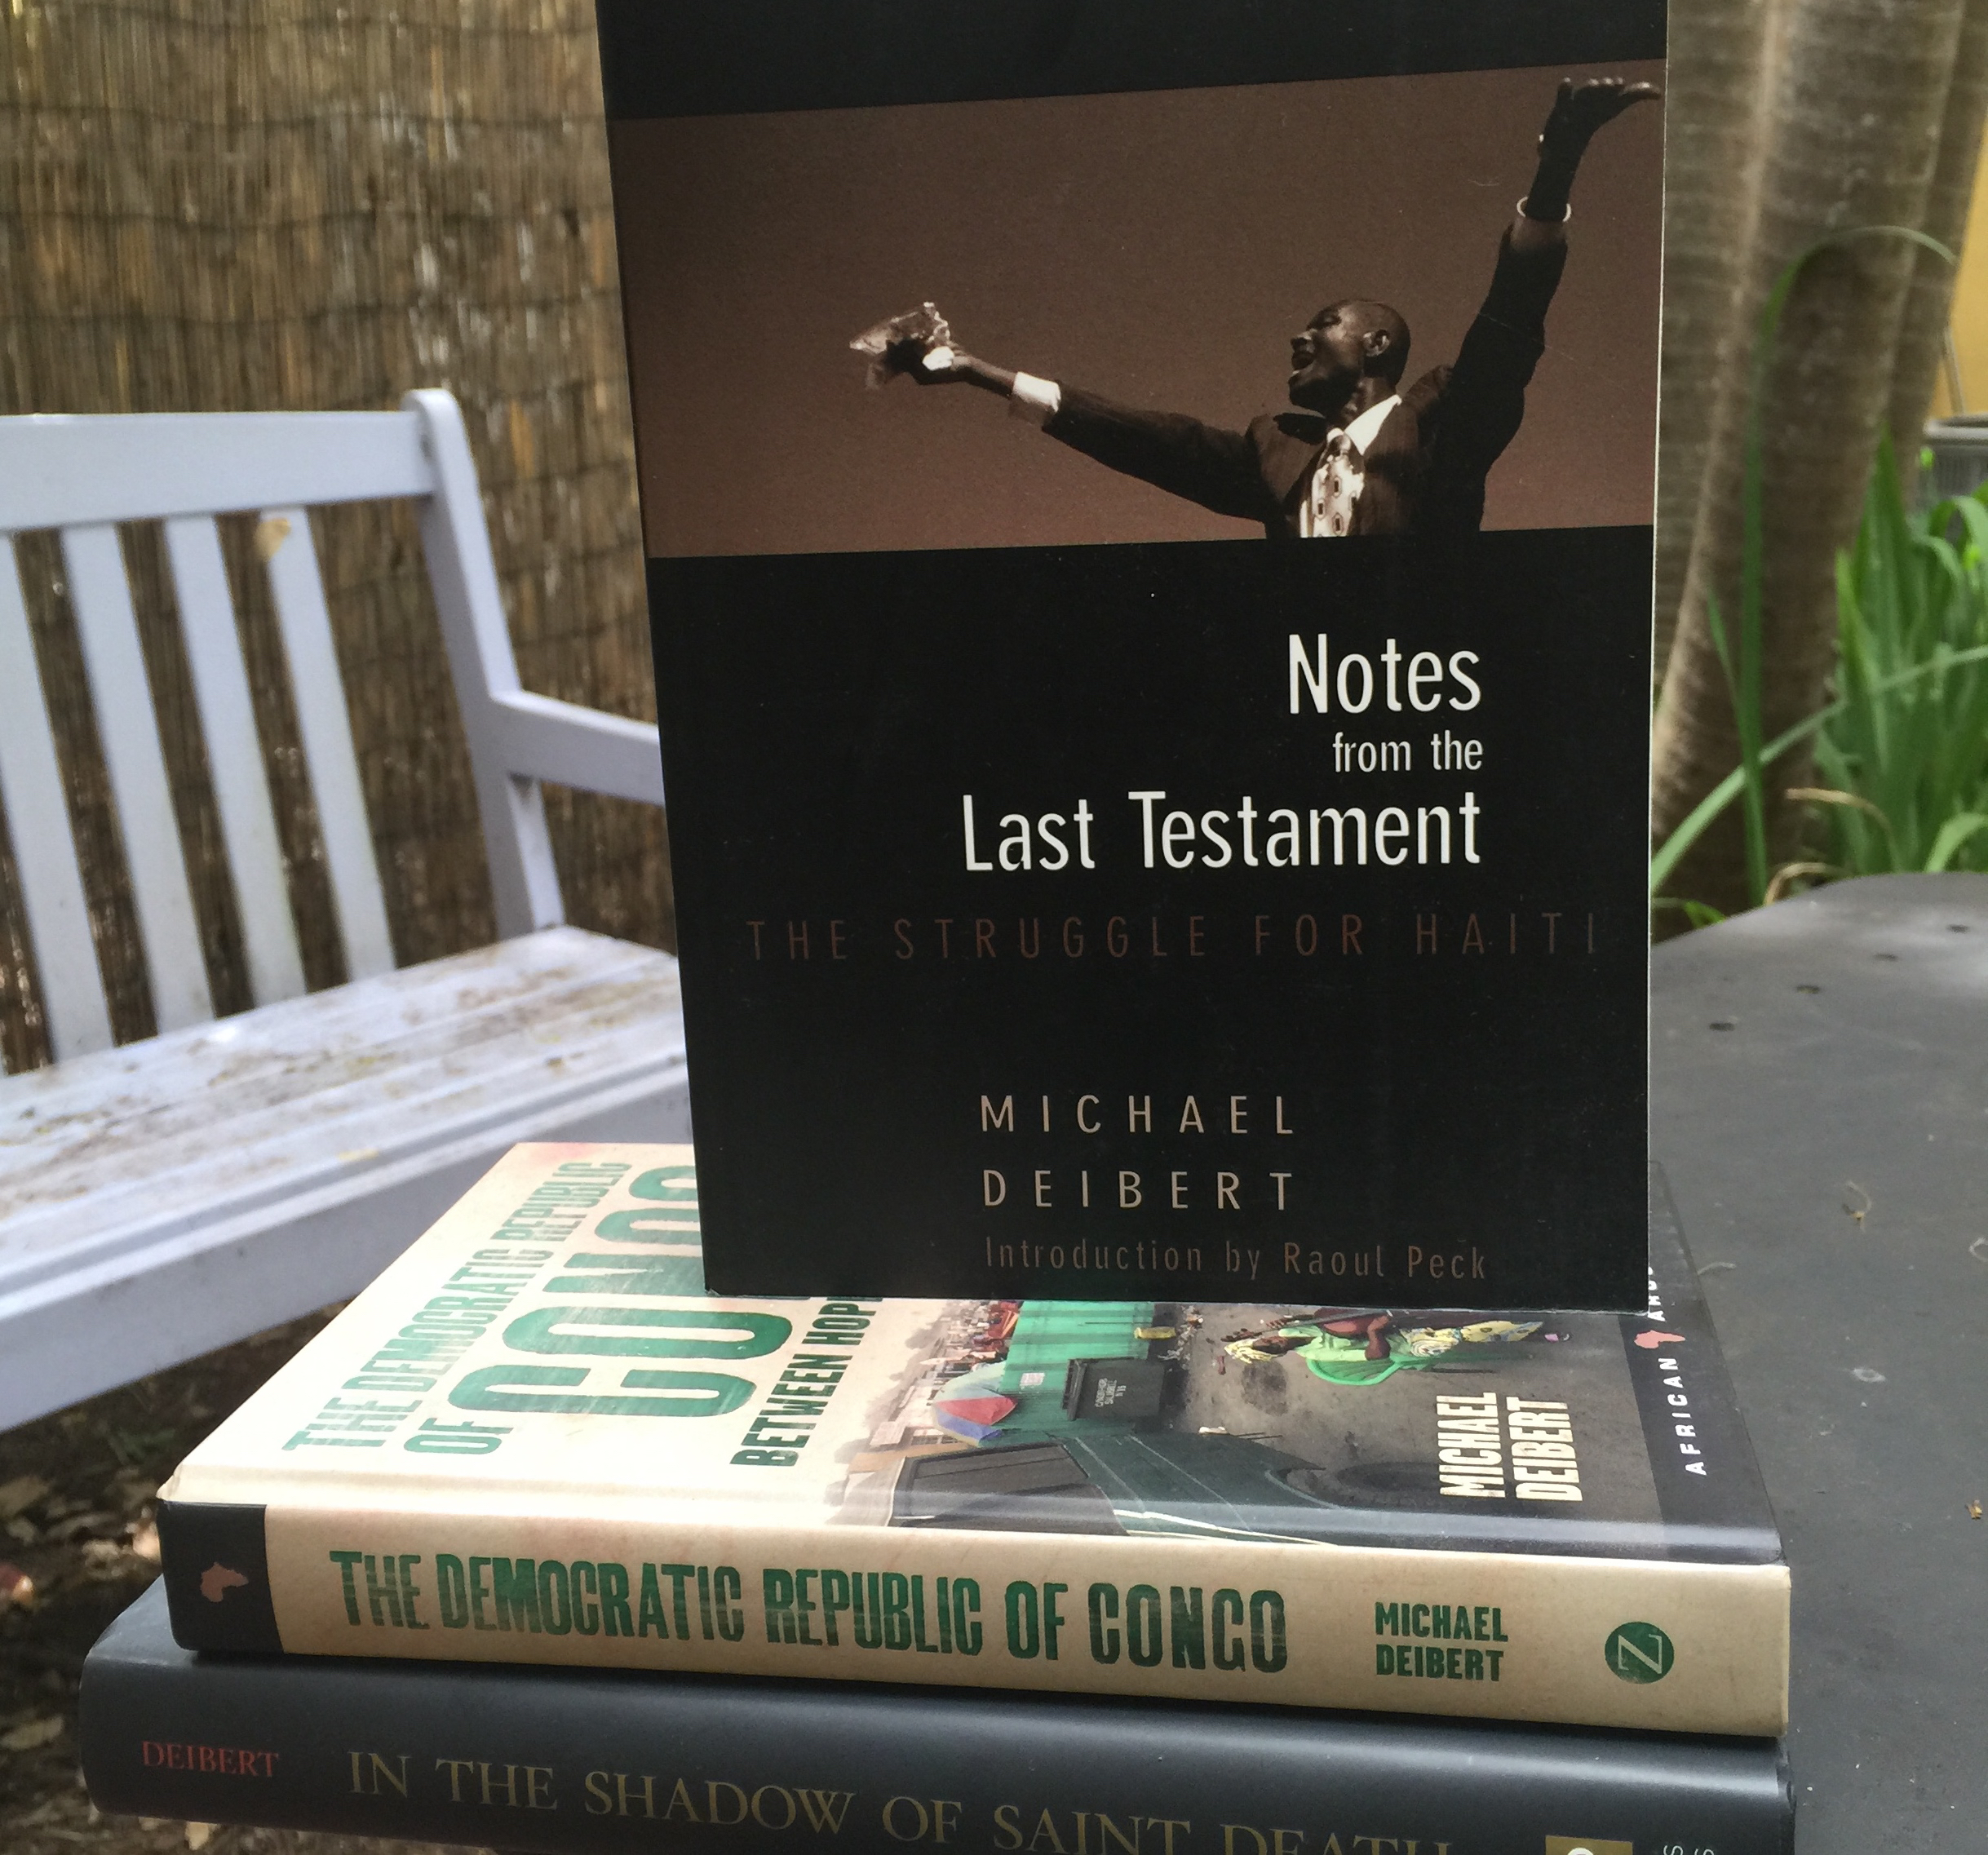 Notes
from the
Last Testament
THE STRUGGLE FOR HAITI
MICHAEL
DEIBERT
Introduction by Raoul Peck
THE DEMOCRATIC REPUBLIC
OF CONGO
BETWEEN HOPE
MICHAEL
DEIBERT
AFRICAN
THE DEMOCRATIC REPUBLIC OF CONGO
MICHAEL
DEIBERT
Z
DEIBERT
IN THE SHADOW OF SAINT DEATH